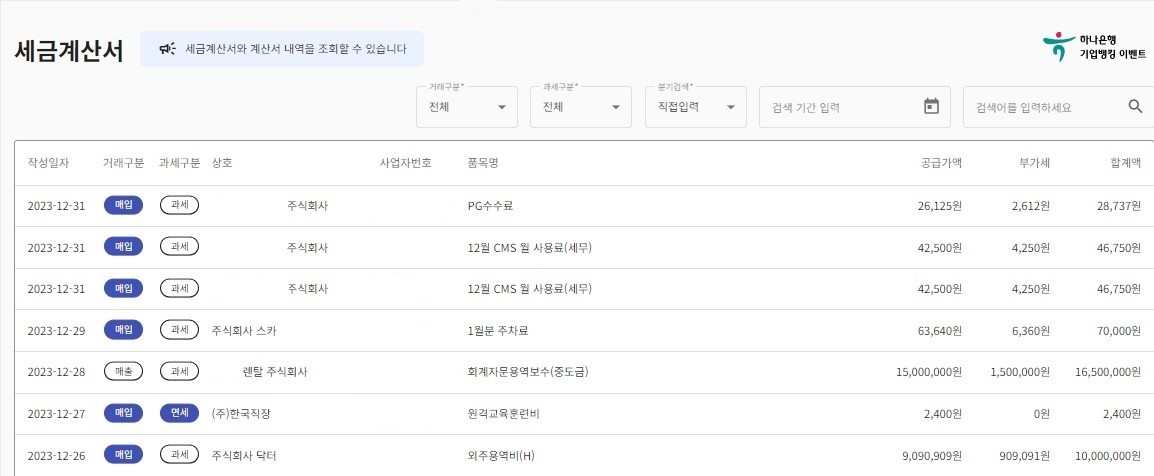 세금계산서
세금계산서와 계산서 내역을 조회할 수 있습니다
하나은행
기업뱅킹 이벤트
거래구분* 과세구분* 분기검색*
전체 전체 직접입력 검색 기간 입력 검색어를 입력하세요
작성일자 거래구분 과세구분 상호 사업자번호 품목명 공급가액 부가세 합계액
2023-12-31 매입 과세 주식회사 PG수수료 26,125원 2,612원 28,737원
2023-12-31 매입 과세 주식회사 12월 CMS 월 사용료(세무) 42,500원 4,250원 46,750원
2023-12-31 매입 과세 주식회사 12월 CMS 월 사용료(세무) 42,500원 4,250원 46,750원
2023-12-29 매입 과세 주식회사 스카 1월분 주차료 63,640원 6,360원 70,000원
2023-12-28 매출 과세 렌탈 주식회사 회계자문용역보수(중도금) 15,000,000원 1,500,000원 16,500,000원
2023-12-27 매입 면세 (주)한국직장 원격교육훈련비 2,400원 0원 2,400원
2023-12-26 매입 과세 주식회사 닥터 외주용역비(H) 9,090,909원 909,091원 10,000,000원